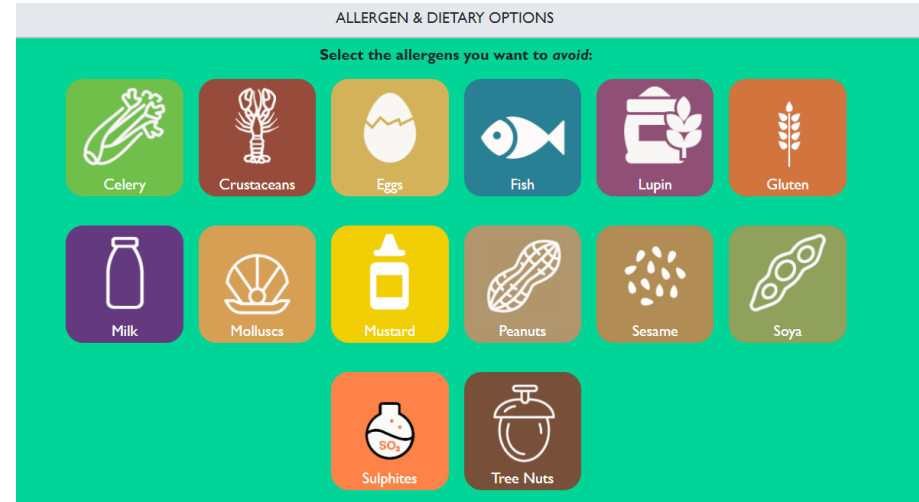 ALLERGEN & DIETARY OPTIONS
Select the allergens you want to avoid:
Celery
Crustaceans
Eggs
Fish
Lupin
Gluten
Milk
Molluscs
Mustard
Peanuts
Sesame
Soya
SO₂
Sulphites
Tree Nuts